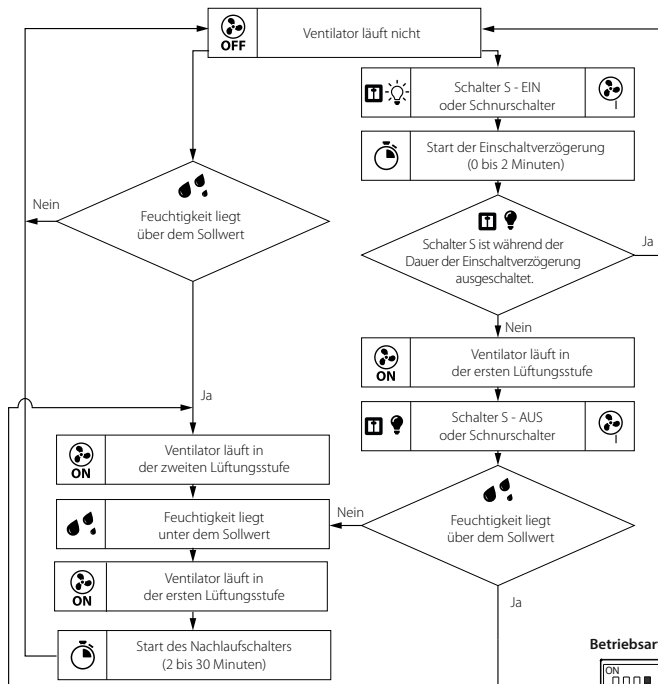 OFF
Ventilator läuft nicht
Schalter S - EIN
oder Schnurschalter
Start der Einschaltverzögerung
(0 bis 2 Minuten)
Nein
Feuchtigkeit liegt
über dem Sollwert
Schalter S ist während der
Dauer der Einschaltverzögerung
ausgeschaltet.
Ja
Nein
ON
Ventilator läuft in
der ersten Lüftungsstufe
Ja
Schalter S - AUS
oder Schnurschalter
ON
Ventilator läuft in
der zweiten Lüftungsstufe
Nein
Feuchtigkeit liegt
unter dem Sollwert
Feuchtigkeit liegt
über dem Sollwert
ON
Ventilator läuft in
der ersten Lüftungsstufe
Ja
Start des Nachlaufschalters
(2 bis 30 Minuten)
Betriebsar
ON